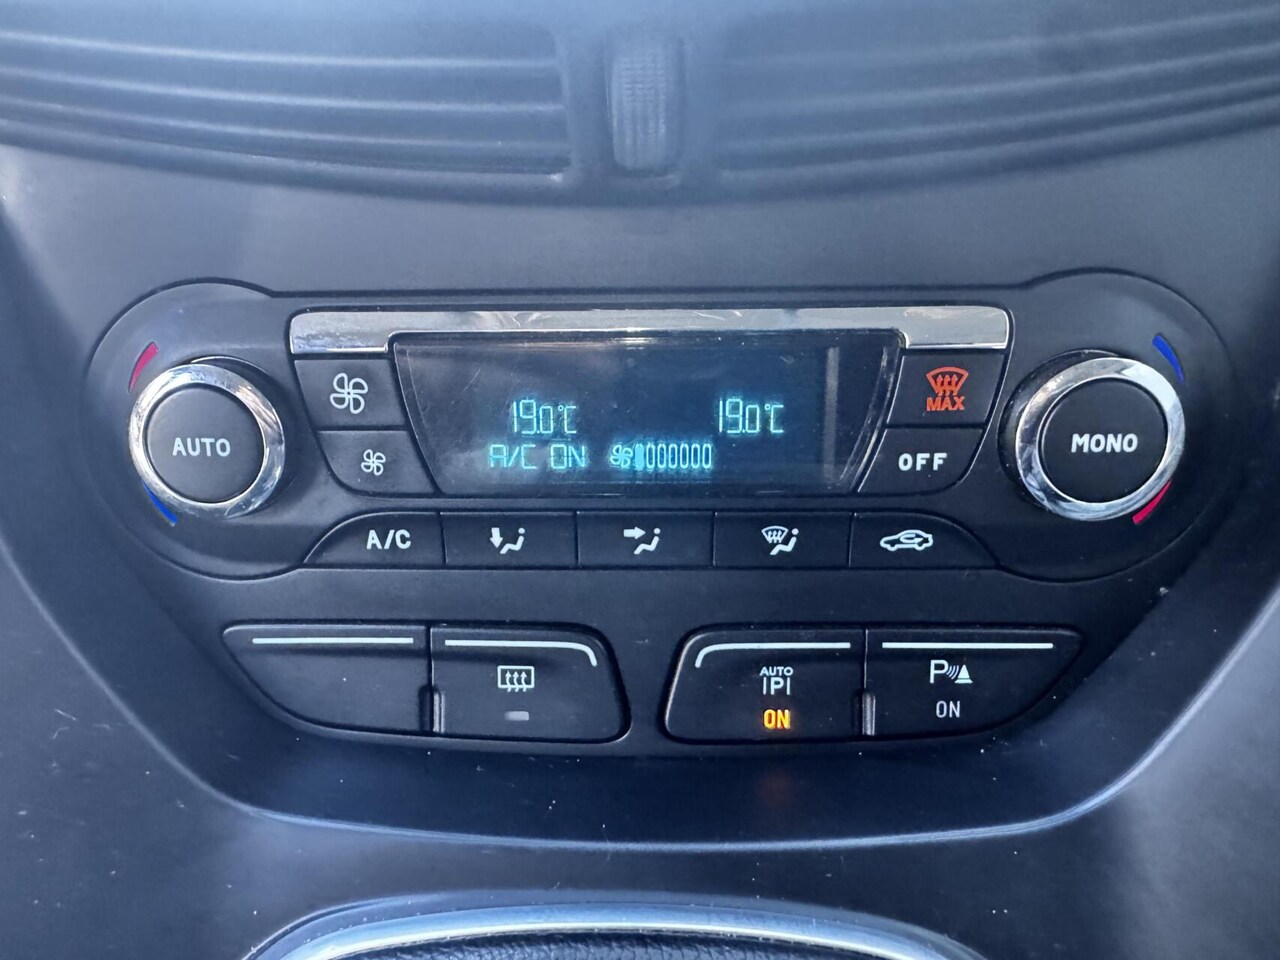 19.0°C 19.0°C
A/C ON
AUTO
MAX
OFF
MONO
A/C
AUTO
P
ON
P
ON